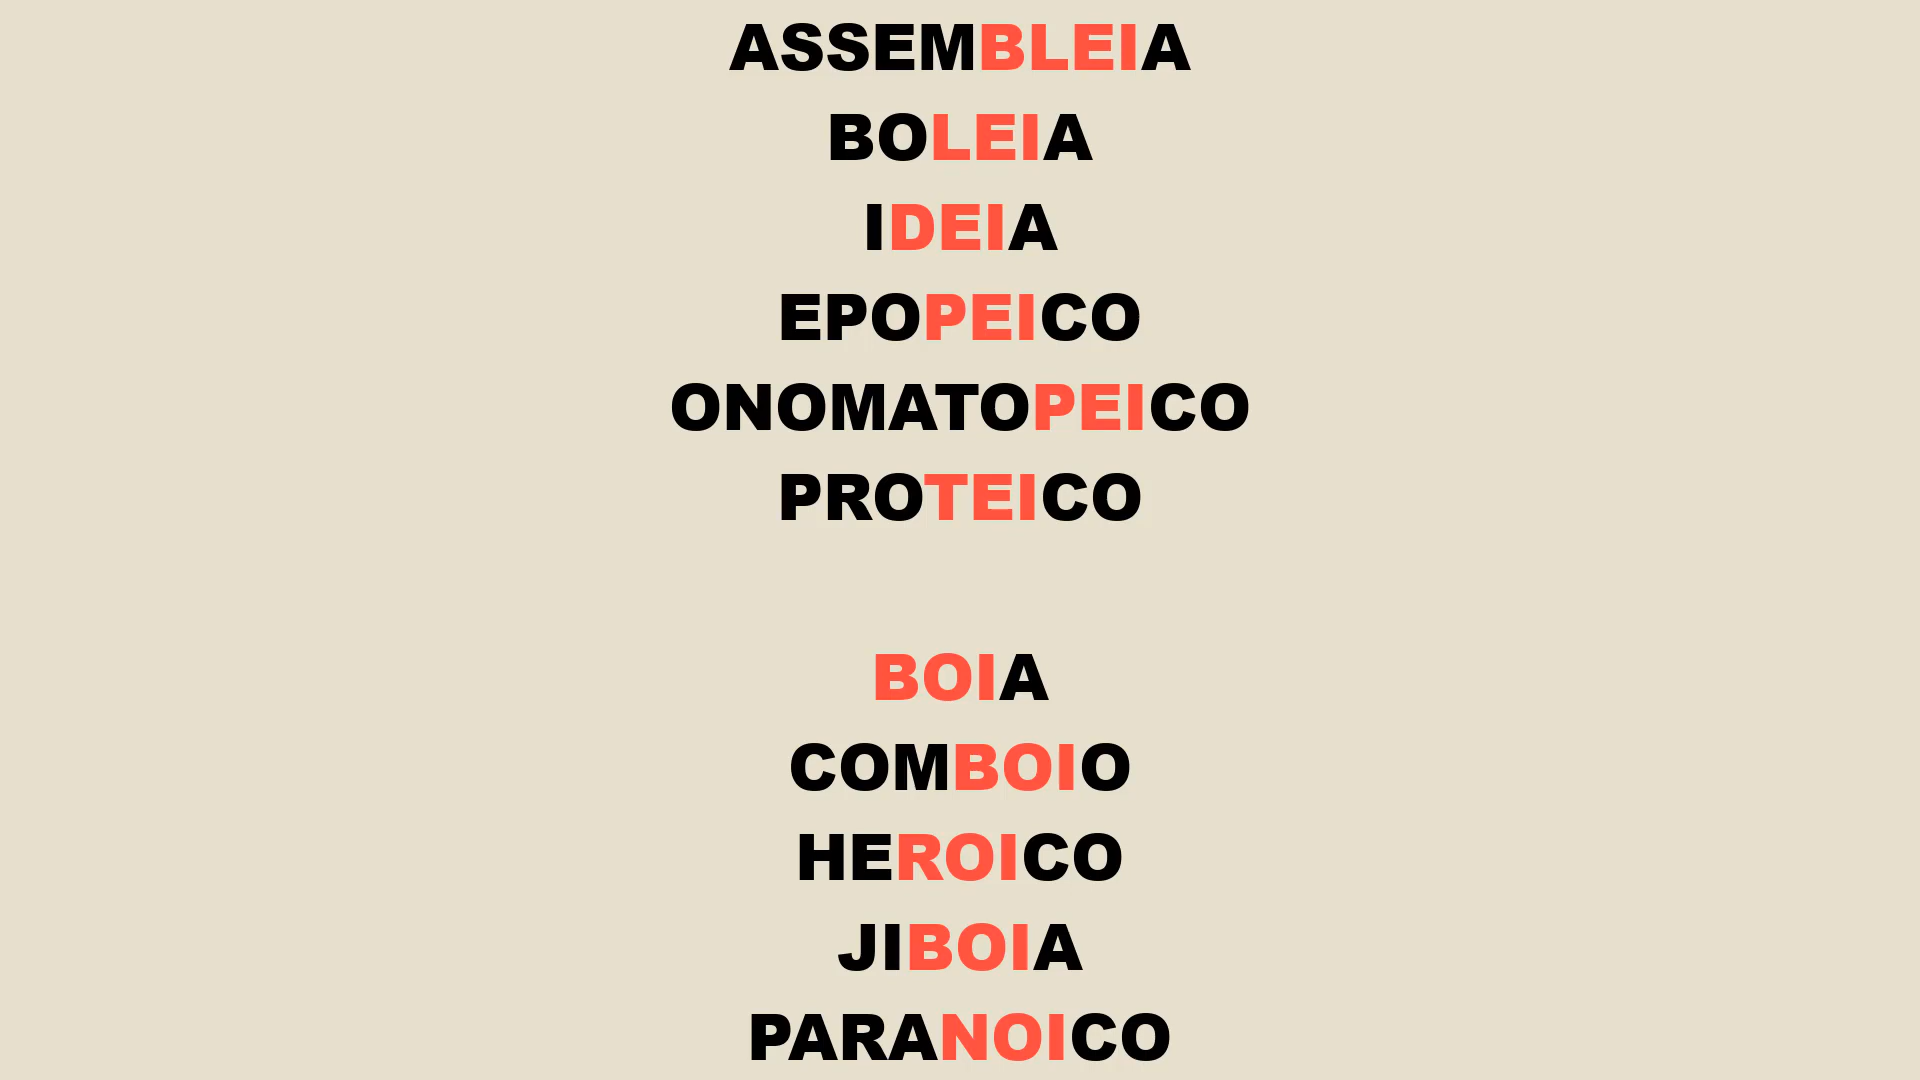 ASSEMBLEIA
BOLEIA
IDEIA
EPOPEICO
ONOMATOPEICO
PROTEICO
BOIA
COMBOIO
HEROICO
JIBOIA
PARANOICO